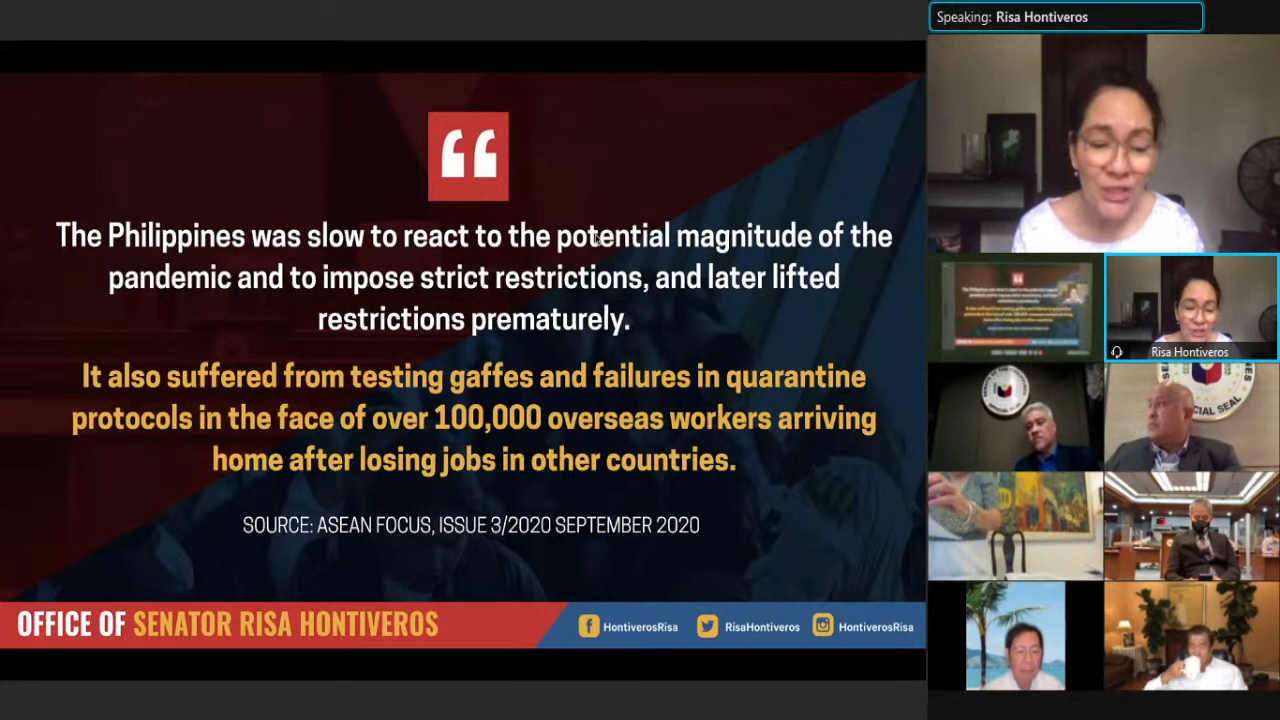 Speaking: Risa Hontiveros
The Philippines was slow to react to the potential magnitude of the
pandemic and to impose strict restrictions, and later lifted
restrictions prematurely.
It also suffered from testing gaffes and failures in quarantine
protocols in the face of over 100,000 overseas workers arriving
home after losing jobs in other countries.
SOURCE: ASEAN FOCUS, ISSUE 3/2020 SEPTEMBER 2020
OFFICE OF SENATOR RISA HONTIVEROS
HontiverosRisa
RisaHontiveros
HontiverosRisa
Risa Hontiveros